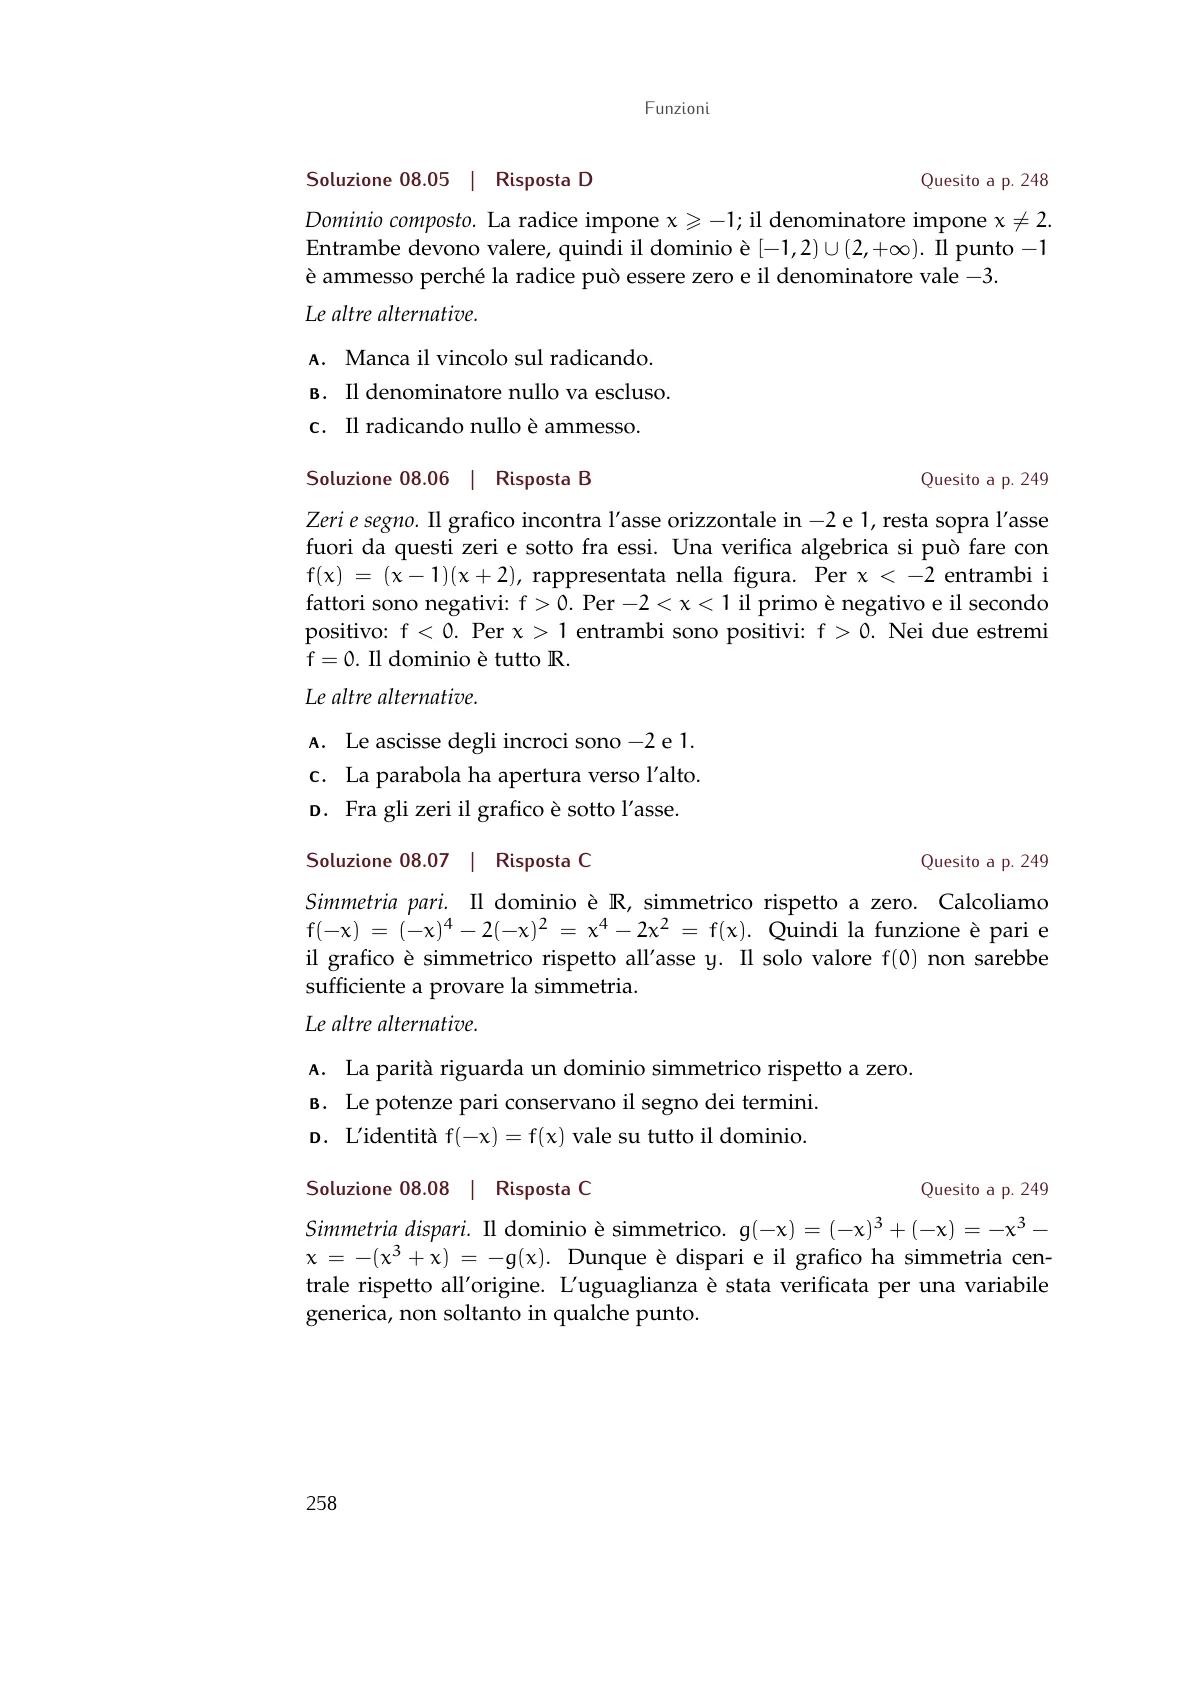 Funzioni
Soluzione 08.05 | Risposta D Quesito a p. 248
Dominio composto. La radice impone x ⩾ −1; il denominatore impone x ≠ 2.
Entrambe devono valere, quindi il dominio è [−1, 2) ∪ (2, +∞). Il punto −1
è ammesso perché la radice può essere zero e il denominatore vale −3.
Le altre alternative.
A. Manca il vincolo sul radicando.
B. Il denominatore nullo va escluso.
C. Il radicando nullo è ammesso.
Soluzione 08.06 | Risposta B Quesito a p. 249
Zeri e segno. Il grafico incontra l'asse orizzontale in −2 e 1, resta sopra l'asse
fuori da questi zeri e sotto fra essi. Una verifica algebrica si può fare con
f(x) = (x − 1)(x + 2), rappresentata nella figura. Per x < −2 entrambi i
fattori sono negativi: f > 0. Per −2 < x < 1 il primo è negativo e il secondo
positivo: f < 0. Per x > 1 entrambi sono positivi: f > 0. Nei due estremi
f = 0. Il dominio è tutto ℝ.
Le altre alternative.
A. Le ascisse degli incroci sono −2 e 1.
C. La parabola ha apertura verso l'alto.
D. Fra gli zeri il grafico è sotto l'asse.
Soluzione 08.07 | Risposta C Quesito a p. 249
Simmetria pari. Il dominio è ℝ, simmetrico rispetto a zero. Calcoliamo
f(−x) = (−x)⁴ − 2(−x)² = x⁴ − 2x² = f(x). Quindi la funzione è pari e
il grafico è simmetrico rispetto all'asse y. Il solo valore f(0) non sarebbe
sufficiente a provare la simmetria.
Le altre alternative.
A. La parità riguarda un dominio simmetrico rispetto a zero.
B. Le potenze pari conservano il segno dei termini.
D. L'identità f(−x) = f(x) vale su tutto il dominio.
Soluzione 08.08 | Risposta C Quesito a p. 249
Simmetria dispari. Il dominio è simmetrico. g(−x) = (−x)³ + (−x) = −x³ −
x = −(x³ + x) = −g(x). Dunque è dispari e il grafico ha simmetria cen-
trale rispetto all'origine. L'uguaglianza è stata verificata per una variabile
generica, non soltanto in qualche punto.
258